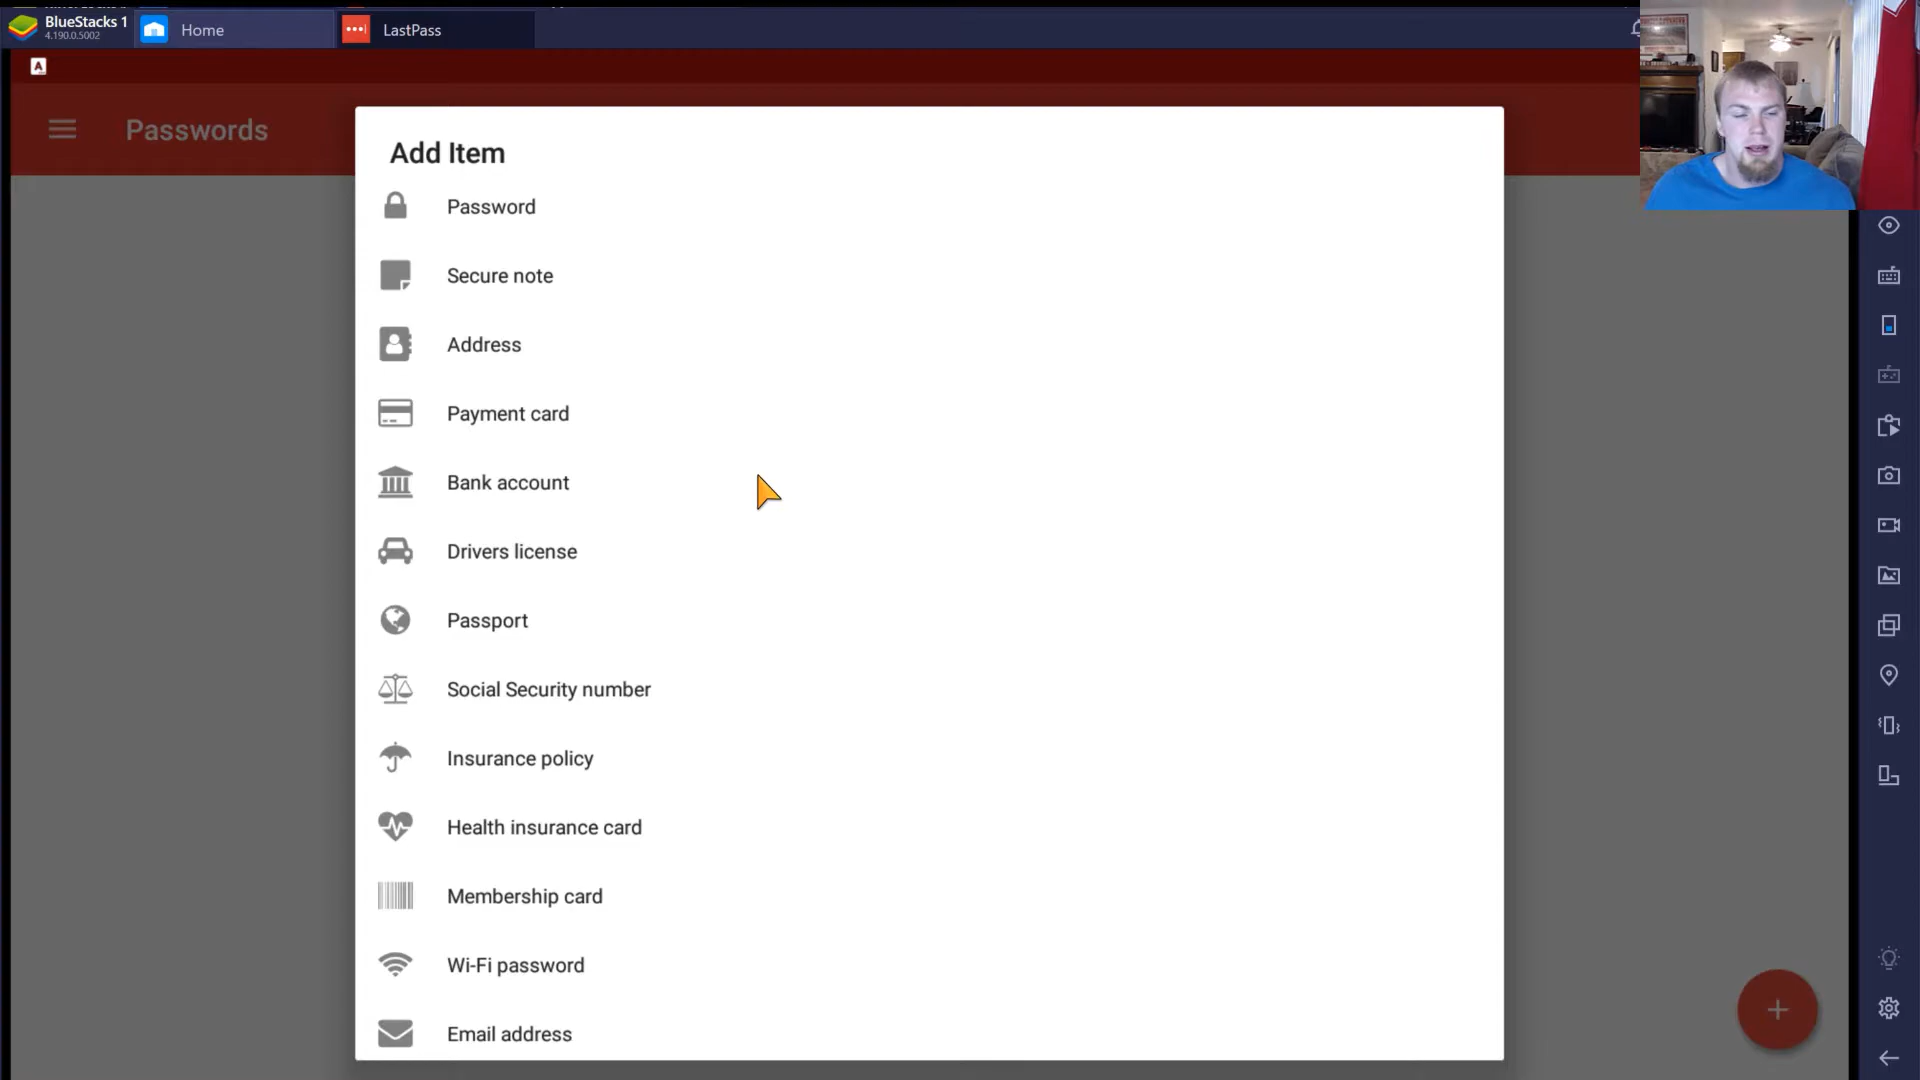 BlueStacks 1
4.190.0.5002
Home
LastPass
A
Passwords
Add Item
Password
Secure note
Address
Payment card
Bank account
Drivers license
Passport
Social Security number
Insurance policy
Health insurance card
Membership card
Wi-Fi password
Email address